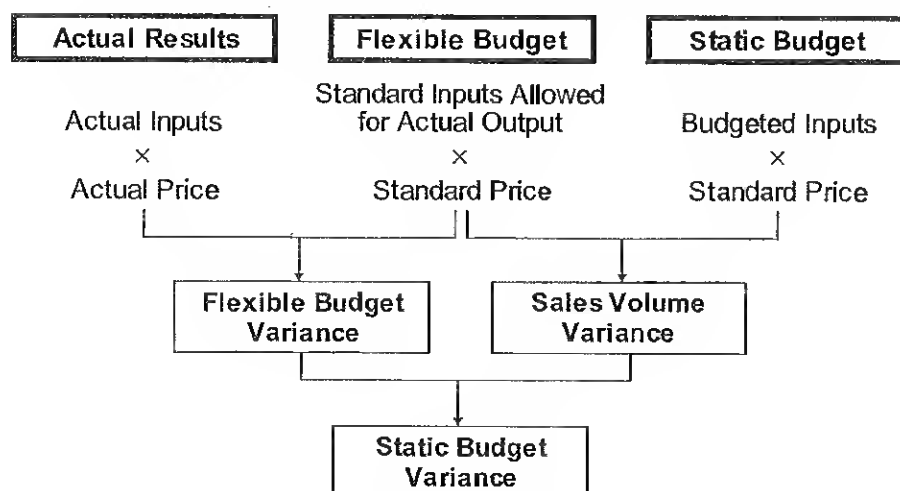 Actual Results
Flexible Budget
Static Budget
Standard Inputs Allowed
for Actual Output
Actual Inputs
Budgeted Inputs
×
×
×
Actual Price
Standard Price
Standard Price
Flexible Budget
Variance
Sales Volume
Variance
Static Budget
Variance